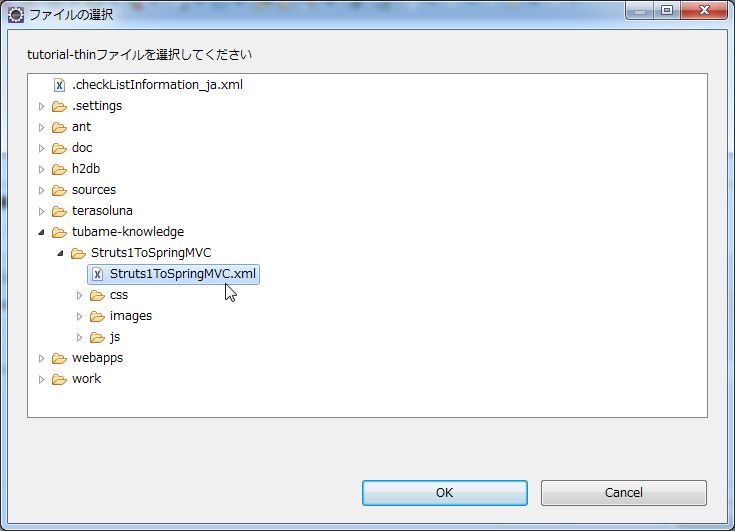 ファイルの選択
tutorial-thinファイルを選択してください
.checkListInformation_ja.xml
.settings
ant
doc
h2db
sources
terasoluna
tubame-knowledge
Struts1ToSpringMVC
Struts1ToSpringMVC.xml
css
images
js
webapps
work
OK Cancel